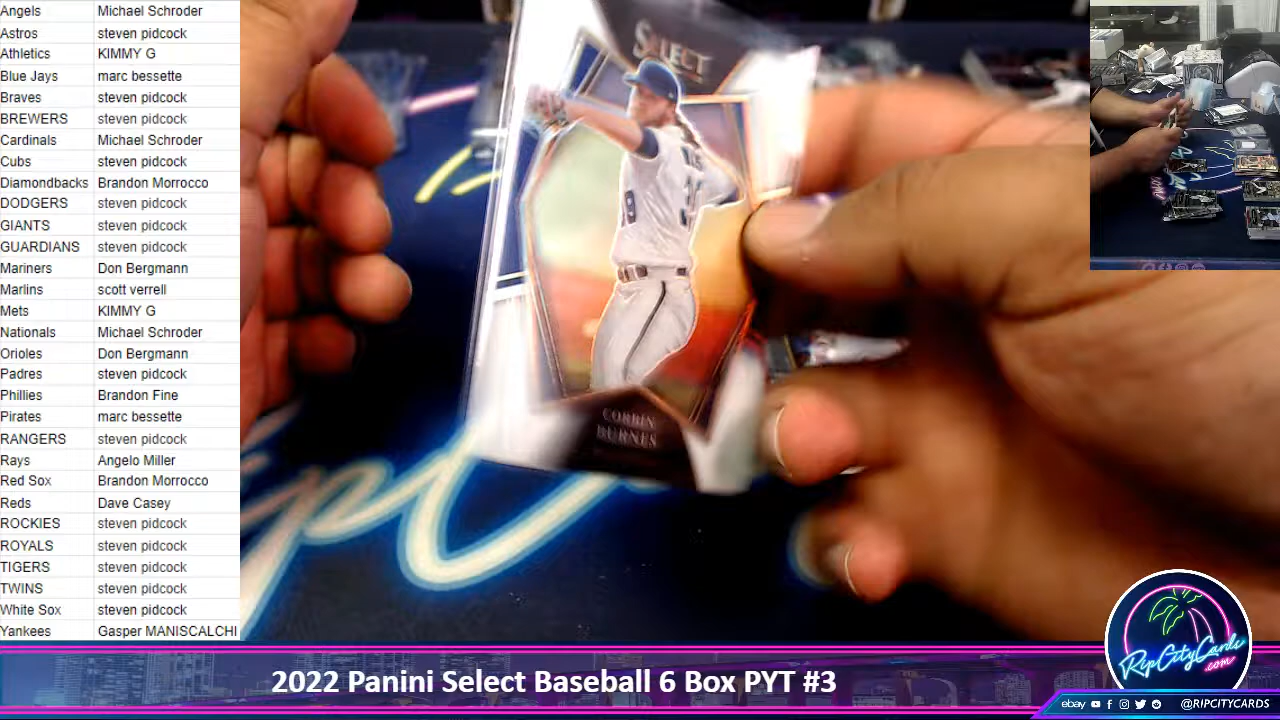 Angels Michael Schroder
Astros steven pidcock
Athletics KIMMY G
Blue Jays marc bessette
Braves steven pidcock
BREWERS steven pidcock
Cardinals Michael Schroder
Cubs steven pidcock
Diamondbacks Brandon Morrocco
DODGERS steven pidcock
GIANTS steven pidcock
GUARDIANS steven pidcock
Mariners Don Bergmann
Marlins scott verrell
Mets KIMMY G
Nationals Michael Schroder
Orioles Don Bergmann
Padres steven pidcock
Phillies Brandon Fine
Pirates marc bessette
RANGERS steven pidcock
Rays Angelo Miller
Red Sox Brandon Morrocco
Reds Dave Casey
ROCKIES steven pidcock
ROYALS steven pidcock
TIGERS steven pidcock
TWINS steven pidcock
White Sox steven pidcock
Yankees Gasper MANISCALCHI
SELECT
CORBIN
BURNES
RipCityCards
.com
2022 Panini Select Baseball 6 Box PYT #3
ebay @RIPCITYCARDS